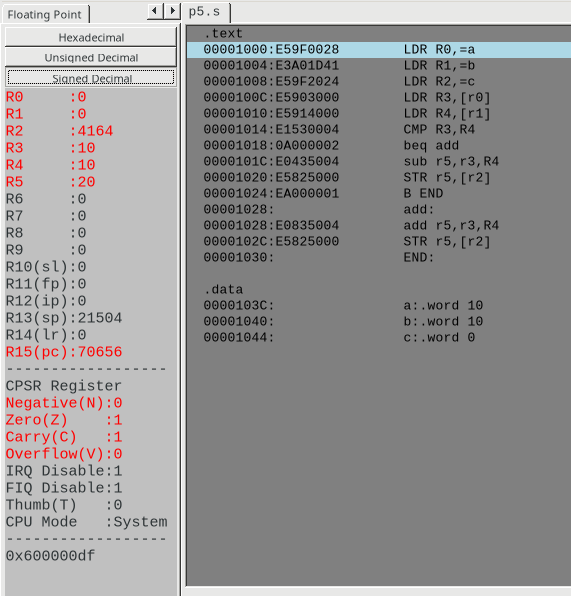 Floating Point
Hexadecimal
Unsigned Decimal
Signed Decimal
R0 :0
R1 :0
R2 :4164
R3 :10
R4 :10
R5 :20
R6 :0
R7 :0
R8 :0
R9 :0
R10(sl):0
R11(fp):0
R12(ip):0
R13(sp):21504
R14(lr):0
R15(pc):70656
------------------
CPSR Register
Negative(N):0
Zero(Z) :1
Carry(C) :1
Overflow(V):0
IRQ Disable:1
FIQ Disable:1
Thumb(T) :0
CPU Mode :System
------------------
0x600000df
p5.s
.text
00001000:E59F0028 LDR R0,=a
00001004:E3A01D41 LDR R1,=b
00001008:E59F2024 LDR R2,=c
0000100C:E5903000 LDR R3,[r0]
00001010:E5914000 LDR R4,[r1]
00001014:E1530004 CMP R3,R4
00001018:0A000002 beq add
0000101C:E0435004 sub r5,r3,R4
00001020:E5825000 STR r5,[r2]
00001024:EA000001 B END
00001028: add:
00001028:E0835004 add r5,r3,R4
0000102C:E5825000 STR r5,[r2]
00001030: END:
.data
0000103C: a:.word 10
00001040: b:.word 10
00001044: c:.word 0